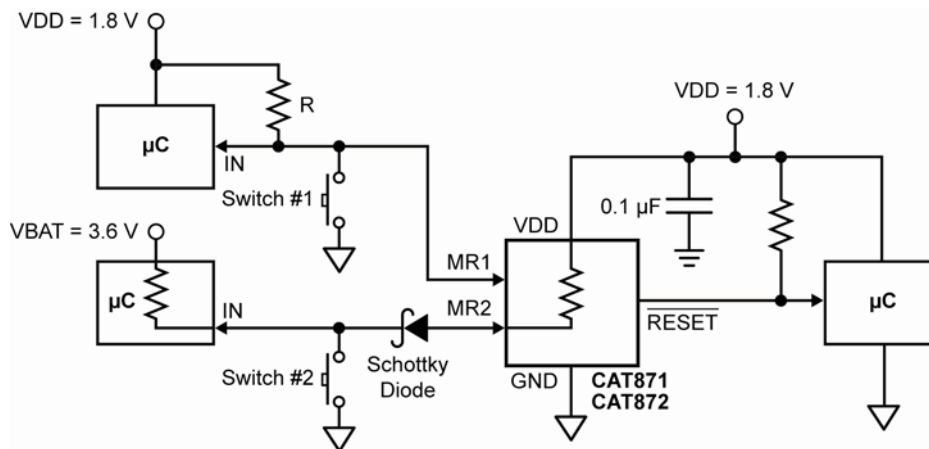 VDD = 1.8 V
R
µC
IN
Switch #1
VBAT = 3.6 V
µC
IN
Switch #2
Schottky
Diode
MR1
MR2
VDD
GND
CAT871
CAT872
RESET
VDD = 1.8 V
0.1 µF
µC